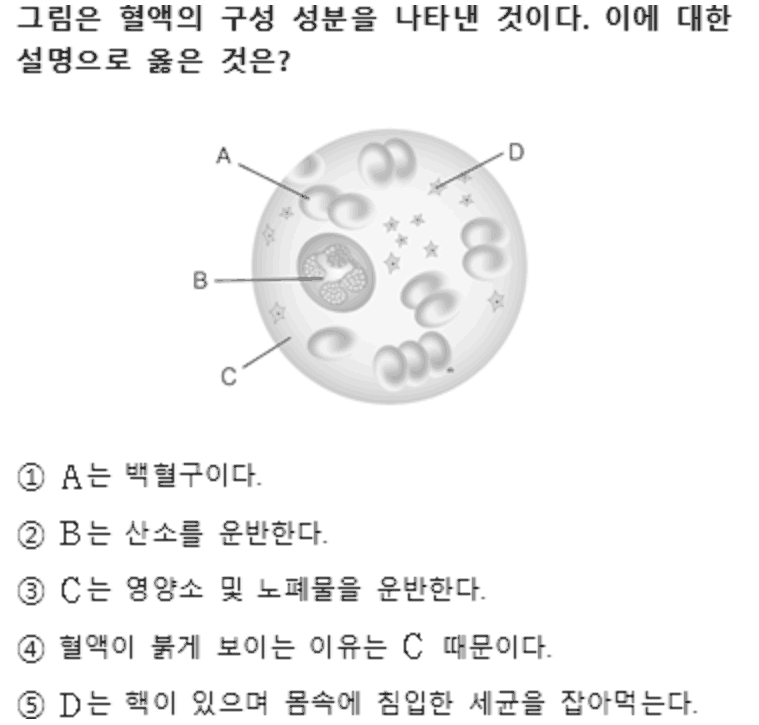 그림은 혈액의 구성 성분을 나타낸 것이다. 이에 대한
설명으로 옳은 것은?
A
D
B
C
① A는 백혈구이다.
② B는 산소를 운반한다.
③ C는 영양소 및 노폐물을 운반한다.
④ 혈액이 붉게 보이는 이유는 C 때문이다.
⑤ D는 핵이 있으며 몸속에 침입한 세균을 잡아먹는다.